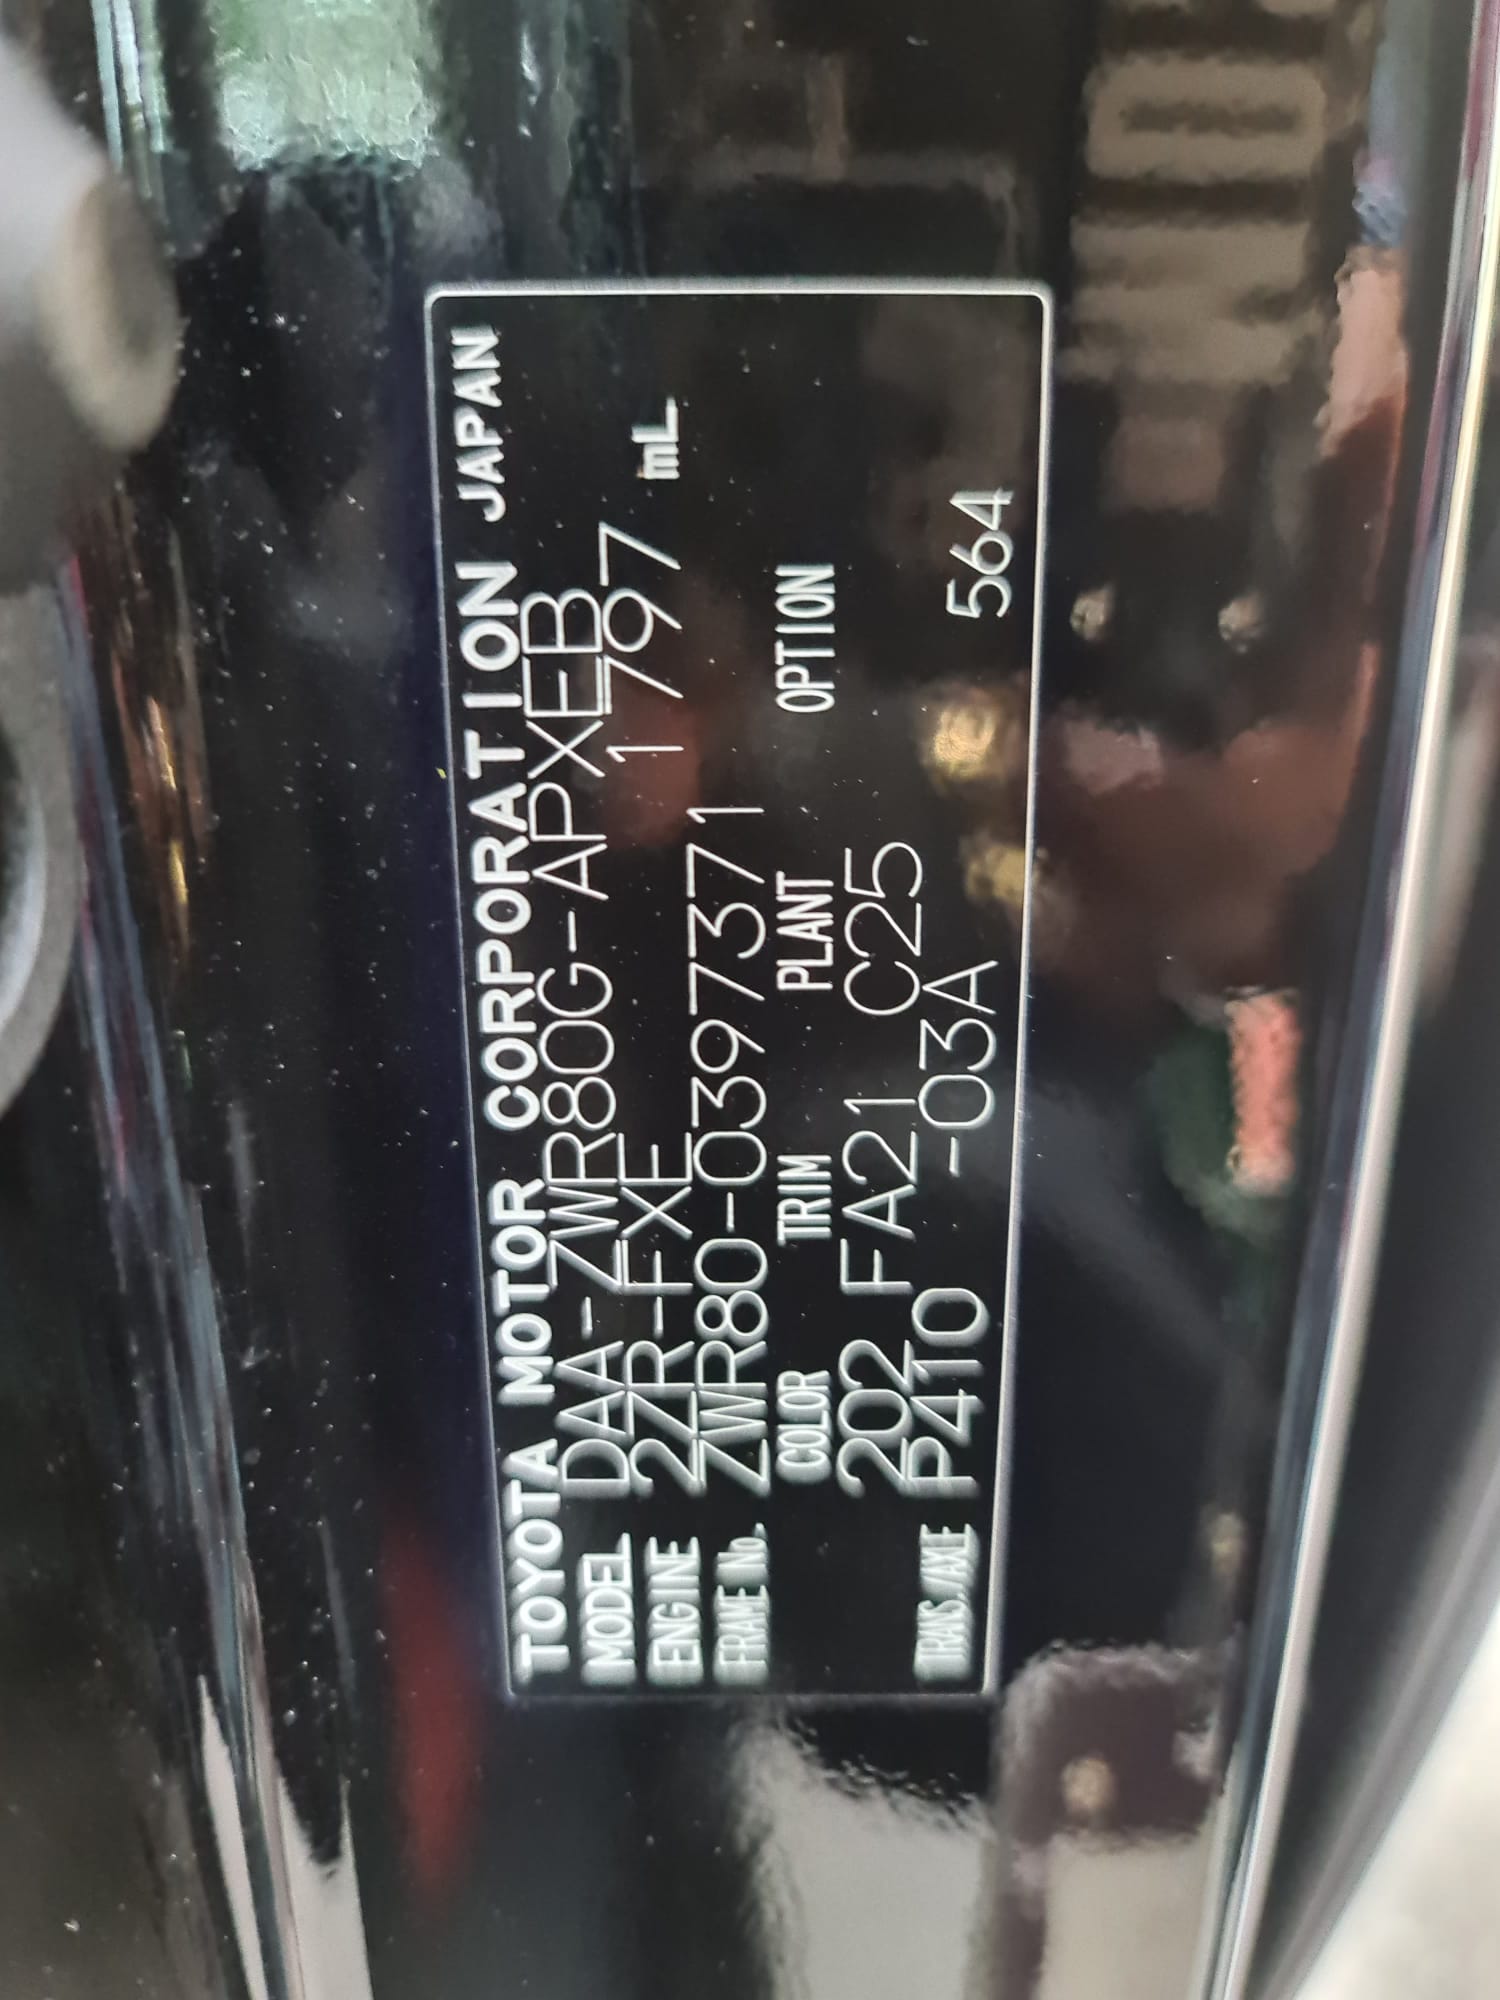 TOYOTA MOTOR CORPORATION JAPAN
MODEL DAA-ZWR80G-APXEB
ENGINE 2ZR-FXE 1797 mL
FRAME No. ZWR80-0397371
COLOR TRIM PLANT OPTION
202 FA21 C25
TRANS./AXLE P410 -03A 564